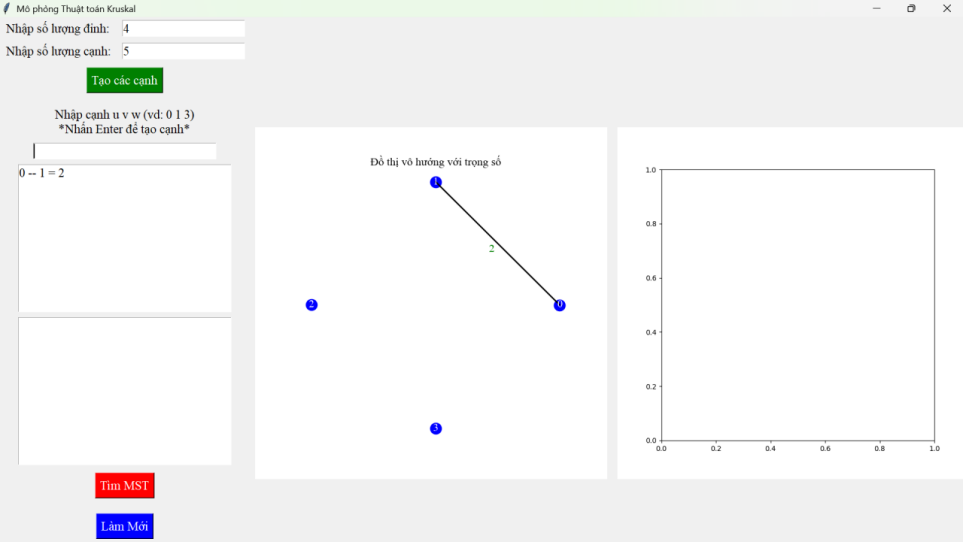 Mô phỏng Thuật toán Kruskal
Nhập số lượng đỉnh:
4
Nhập số lượng cạnh:
5
Tạo các cạnh
Nhập cạnh u v w (vd: 0 1 3)
*Nhấn Enter để tạo cạnh*
0 -- 1 = 2
Tìm MST
Làm Mới
Đồ thị vô hướng với trọng số
1
2
2
0
3
1.0
0.8
0.6
0.4
0.2
0.0
0.0 0.2 0.4 0.6 0.8 1.0